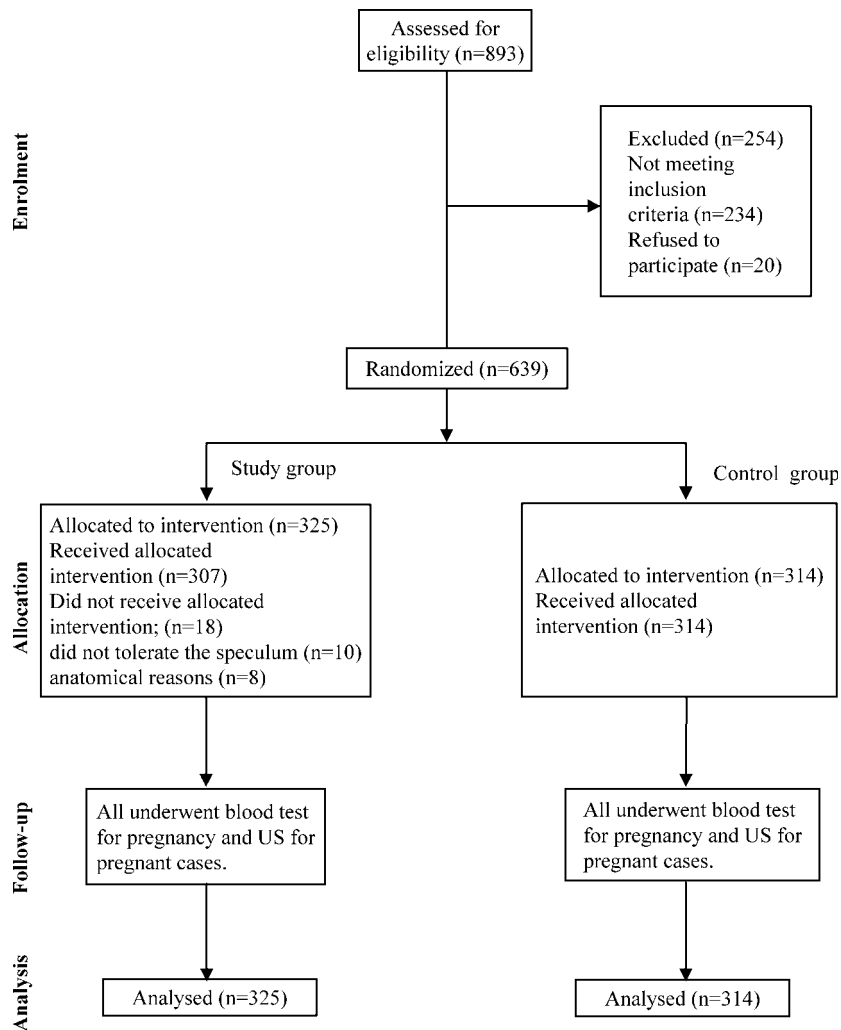 Assessed for
eligibility (n=893)
Enrolment
Excluded (n=254)
Not meeting
inclusion
criteria (n=234)
Refused to
participate (n=20)
Randomized (n=639)
Study group
Control group
Allocation
Allocated to intervention (n=325)
Received allocated
intervention (n=307)
Did not receive allocated
intervention; (n=18)
did not tolerate the speculum (n=10)
anatomical reasons (n=8)
Allocated to intervention (n=314)
Received allocated
intervention (n=314)
Follow-up
All underwent blood test
for pregnancy and US for
pregnant cases.
All underwent blood test
for pregnancy and US for
pregnant cases.
Analysis
Analysed (n=325)
Analysed (n=314)